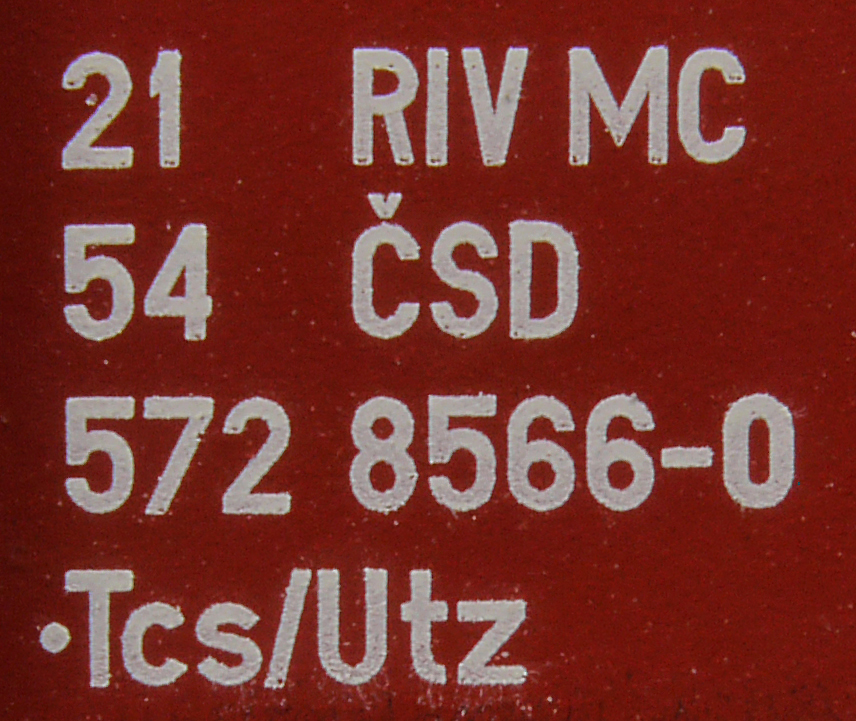 21 RIV MC
54 ČSD
572 8566-0
·Tcs/Utz